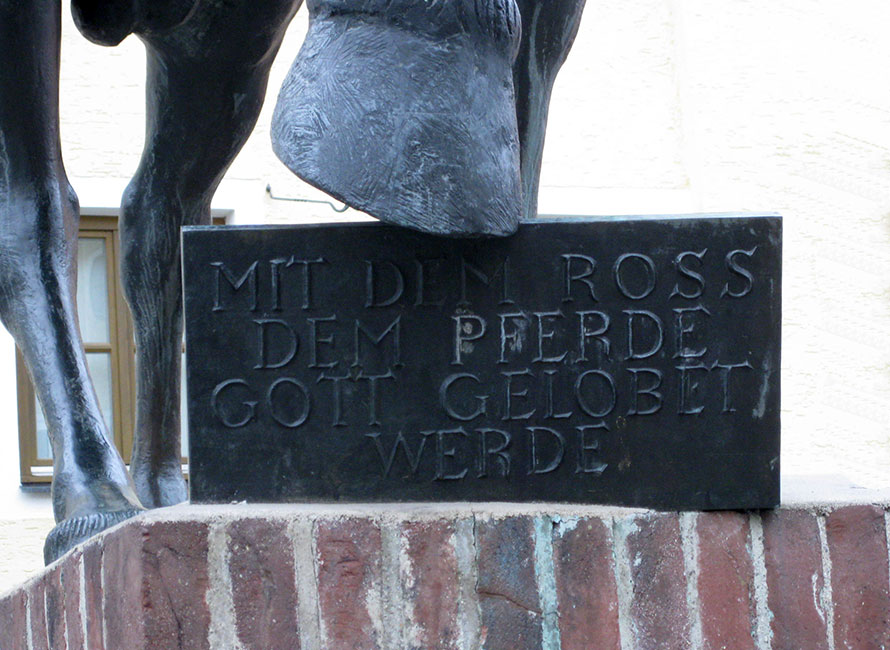 MIT DEM ROSS
DEM PFERDE
GOTT GELOBET
WERDE